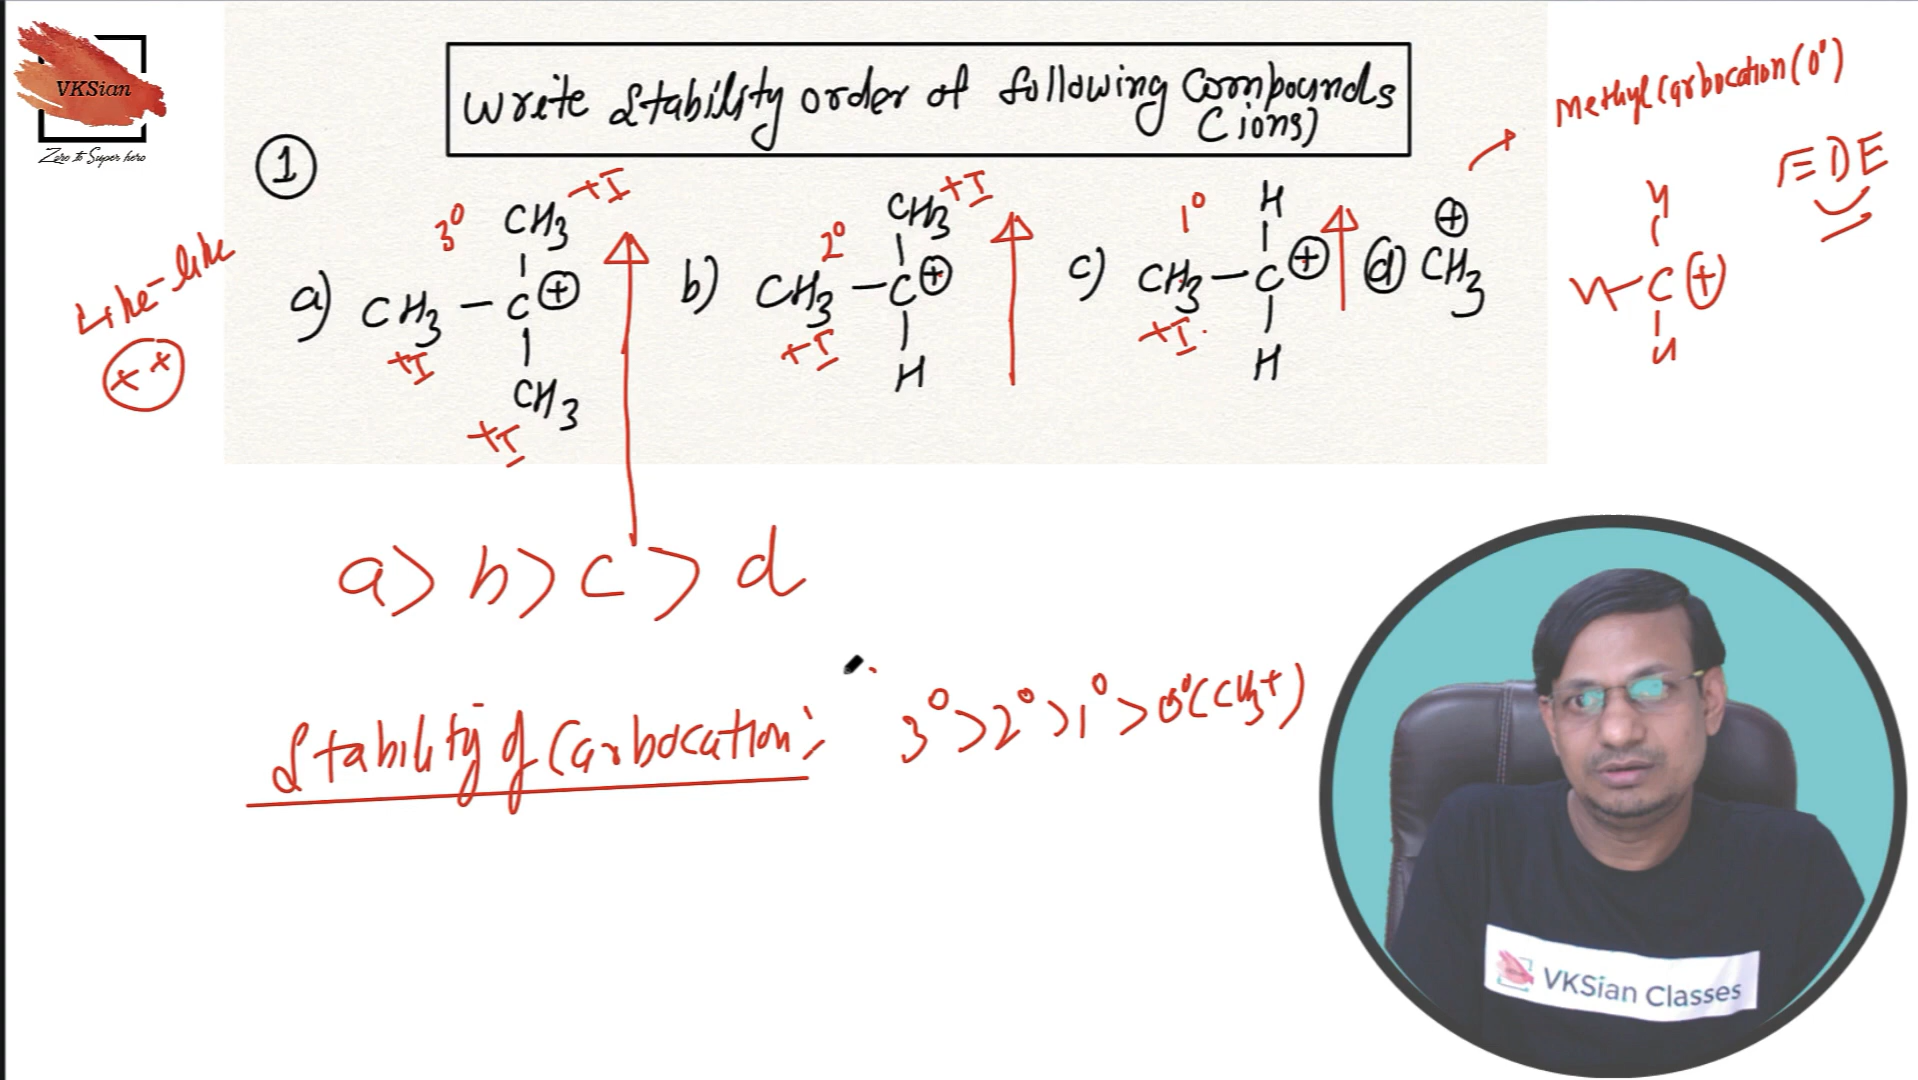 VKSian
Zero to Super hero
Write Stability order of following Compounds
(ions)
Methyl Carbocation (0°)
EDE
①
3° CH3 +I
a) CH3 — C ⊕
+I
CH3
+I
2° CH3 +I
b) CH3 — C ⊕
+I
H
1° H
c) CH3 — C ⊕
+I
H
⊕
d) CH3
H
H — C ⊕
H
Like-like
+ +
a > b > c > d
Stability of Carbocation: 3° > 2° > 1° > 0° (CH3+)
VKSian Classes